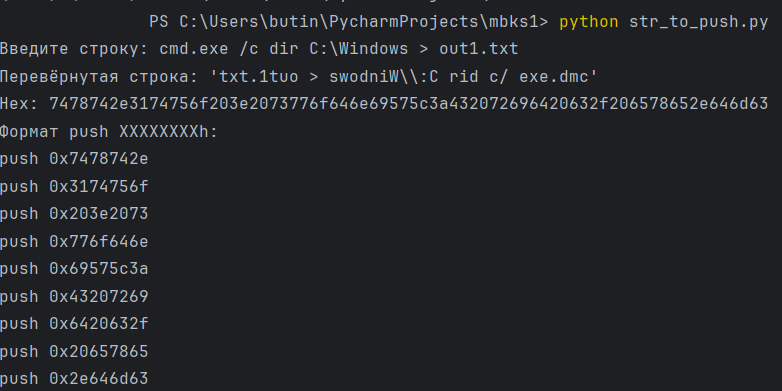 PS C:\Users\butin\PycharmProjects\mbks1> python str_to_push.py
Введите строку: cmd.exe /c dir C:\Windows > out1.txt
Перевёрнутая строка: 'txt.1tuo > swodniW\\:C rid c/ exe.dmc'
Hex: 7478742e3174756f203e2073776f646e69575c3a432072696420632f206578652e646d63
Формат push XXXXXXXXh:
push 0x7478742e
push 0x3174756f
push 0x203e2073
push 0x776f646e
push 0x69575c3a
push 0x43207269
push 0x6420632f
push 0x20657865
push 0x2e646d63